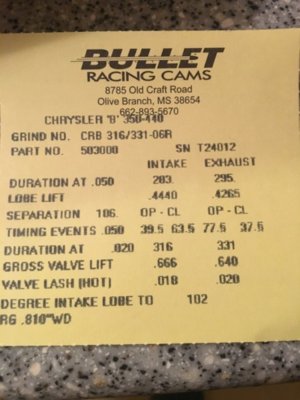 BULLET
RACING CAMS
8785 Old Craft Road
Olive Branch, MS 38654
662-893-5670
CHRYSLER "B" 350-440
GRIND NO. CRB 316/331-06R
PART NO. 503000 SN T24012
INTAKE EXHAUST
DURATION AT .050 283. 295.
LOBE LIFT .4440 .4265
SEPARATION 106. OP - CL OP - CL
TIMING EVENTS .050 39.5 63.5 77.5 37.5
DURATION AT .020 316 331
GROSS VALVE LIFT .666 .640
VALVE LASH (HOT) .018 .020
DEGREE INTAKE LOBE TO 102
RG .810"WD